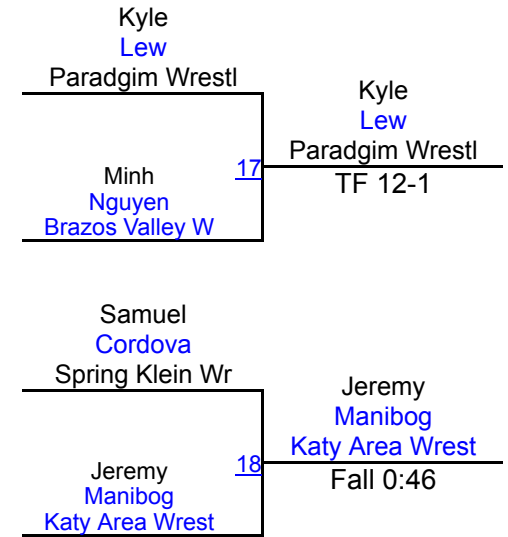 Kyle
Lew
Paradgim Wrestl
Kyle
Lew
Paradgim Wrestl
17
TF 12-1
Minh
Nguyen
Brazos Valley W
Samuel
Cordova
Spring Klein Wr
Jeremy
Manibog
Katy Area Wrest
18
Fall 0:46
Jeremy
Manibog
Katy Area Wrest